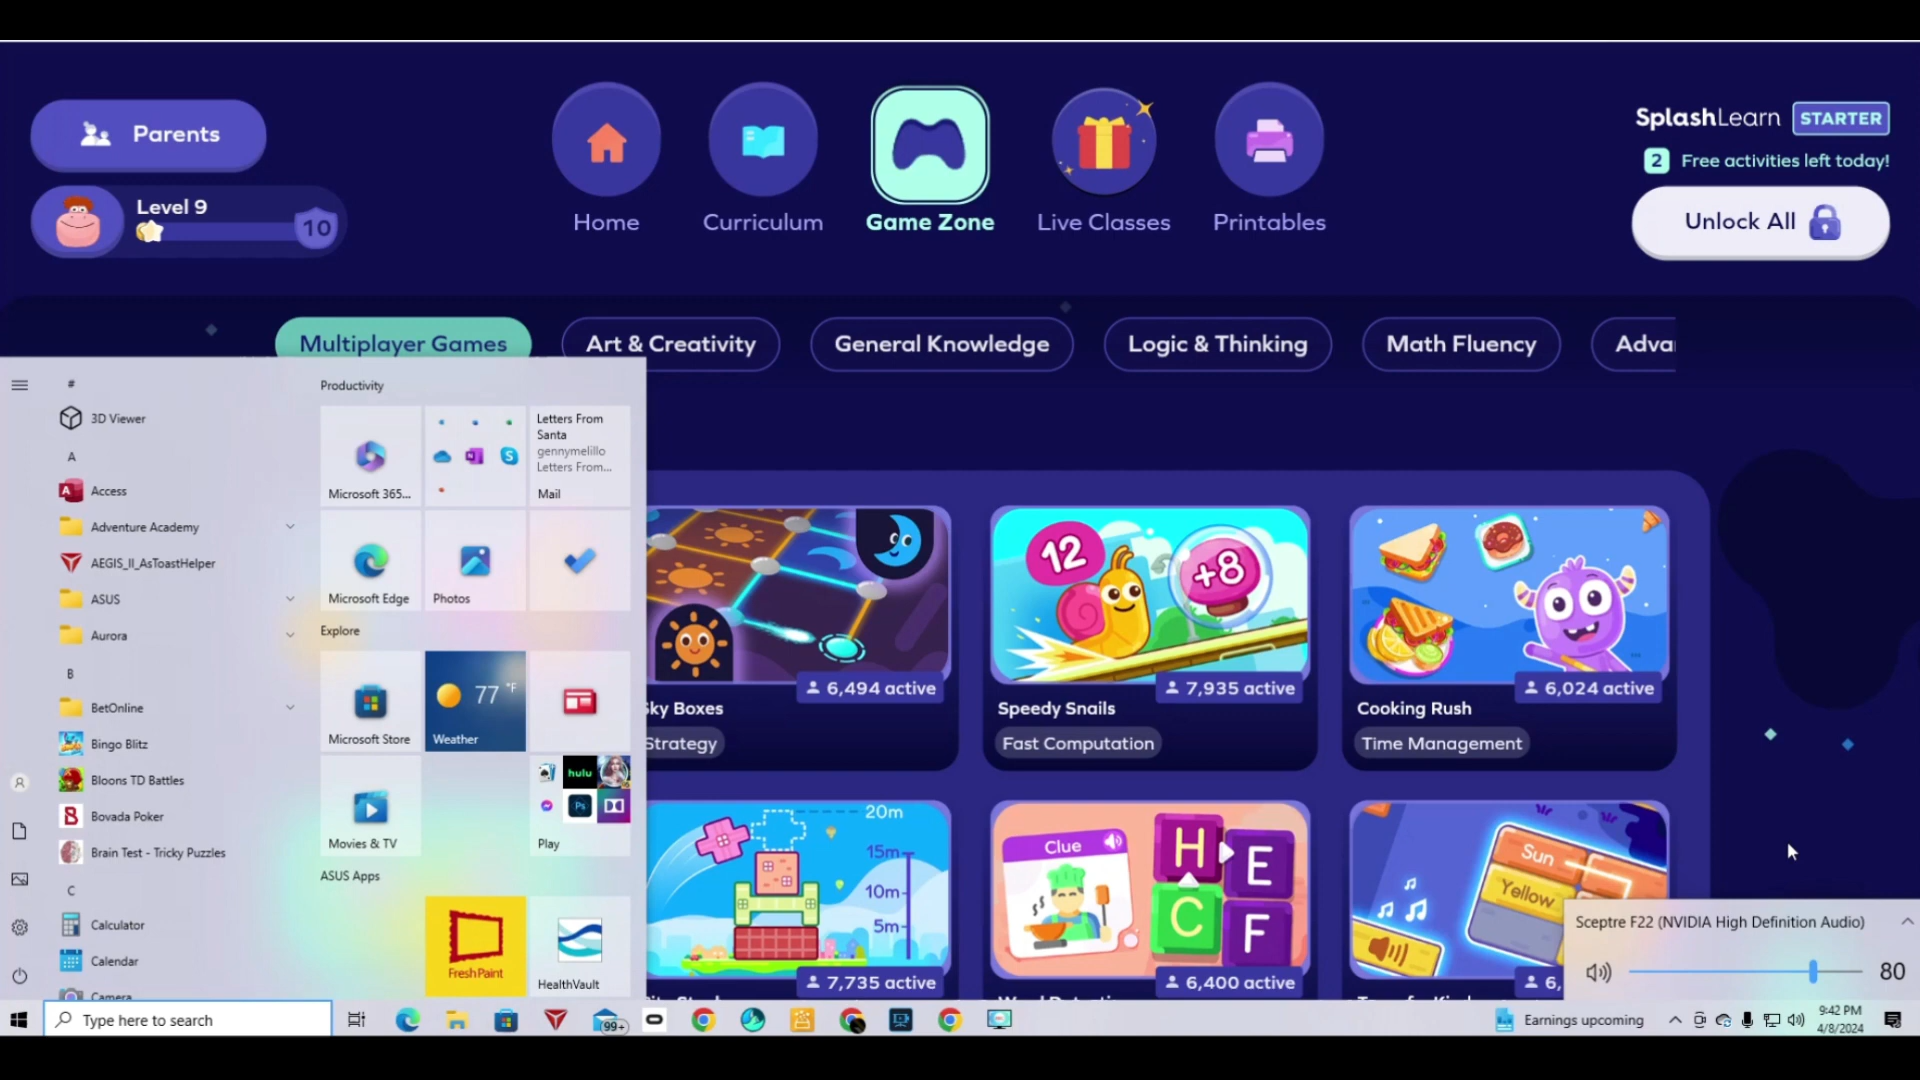 Parents
Level 9
10
Home
Curriculum
Game Zone
Live Classes
Printables
SplashLearn STARTER
2 Free activities left today!
Unlock All
Multiplayer Games
Art & Creativity
General Knowledge
Logic & Thinking
Math Fluency
Adva
#
3D Viewer
A
Access
Adventure Academy
AEGIS_II_AsToastHelper
ASUS
Aurora
B
BetOnline
Bingo Blitz
Bloons TD Battles
Bovada Poker
Brain Test - Tricky Puzzles
C
Calculator
Calendar
Camera
Productivity
Microsoft 365...
Letters From
Santa
gennymelillo
Letters From...
Mail
Microsoft Edge
Photos
Explore
Microsoft Store
77 °F
Weather
Movies & TV
hulu
Ps
Play
ASUS Apps
FreshPaint
HealthVault
6,494 active
Sky Boxes
Strategy
12
+8
7,935 active
Speedy Snails
Fast Computation
6,024 active
Cooking Rush
Time Management
20m
15m
10m
5m
7,735 active
Clue
H
E
C
F
6,400 active
Sun
Yellow
6,
Sceptre F22 (NVIDIA High Definition Audio)
80
Type here to search
99+
Earnings upcoming
9:42 PM
4/8/2024